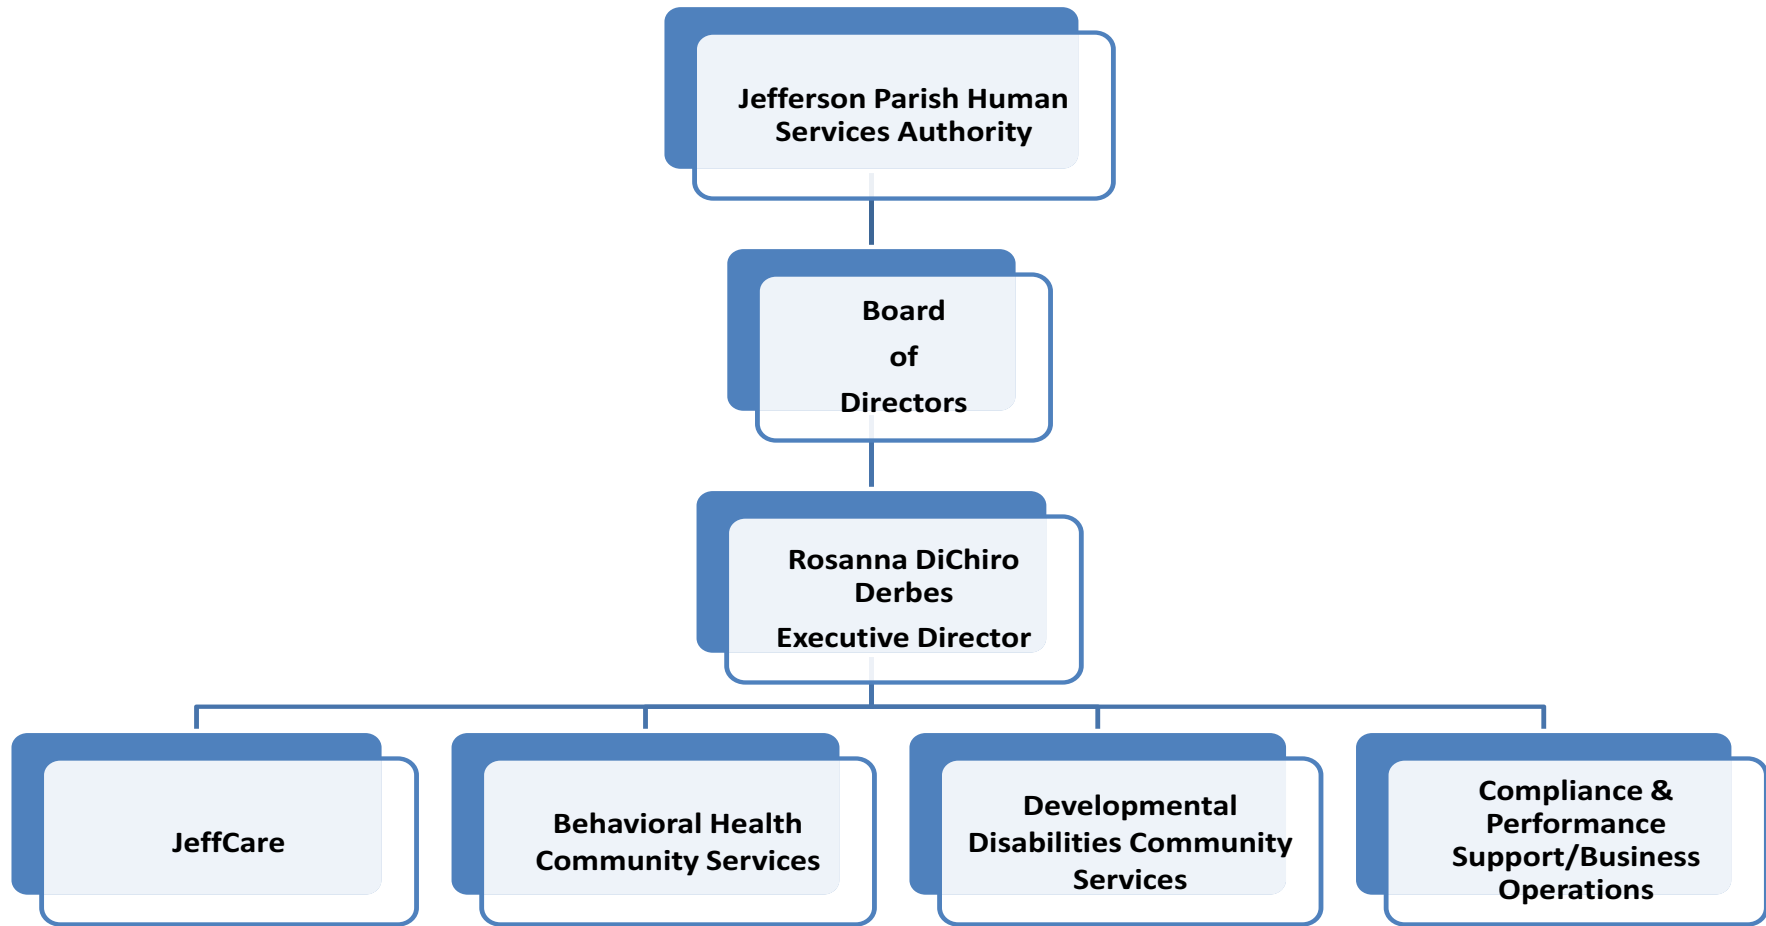 Jefferson Parish Human
Services Authority
Board
of
Directors
Rosanna DiChiro
Derbes
Executive Director
JeffCare
Behavioral Health
Community Services
Developmental
Disabilities Community
Services
Compliance &
Performance
Support/Business
Operations